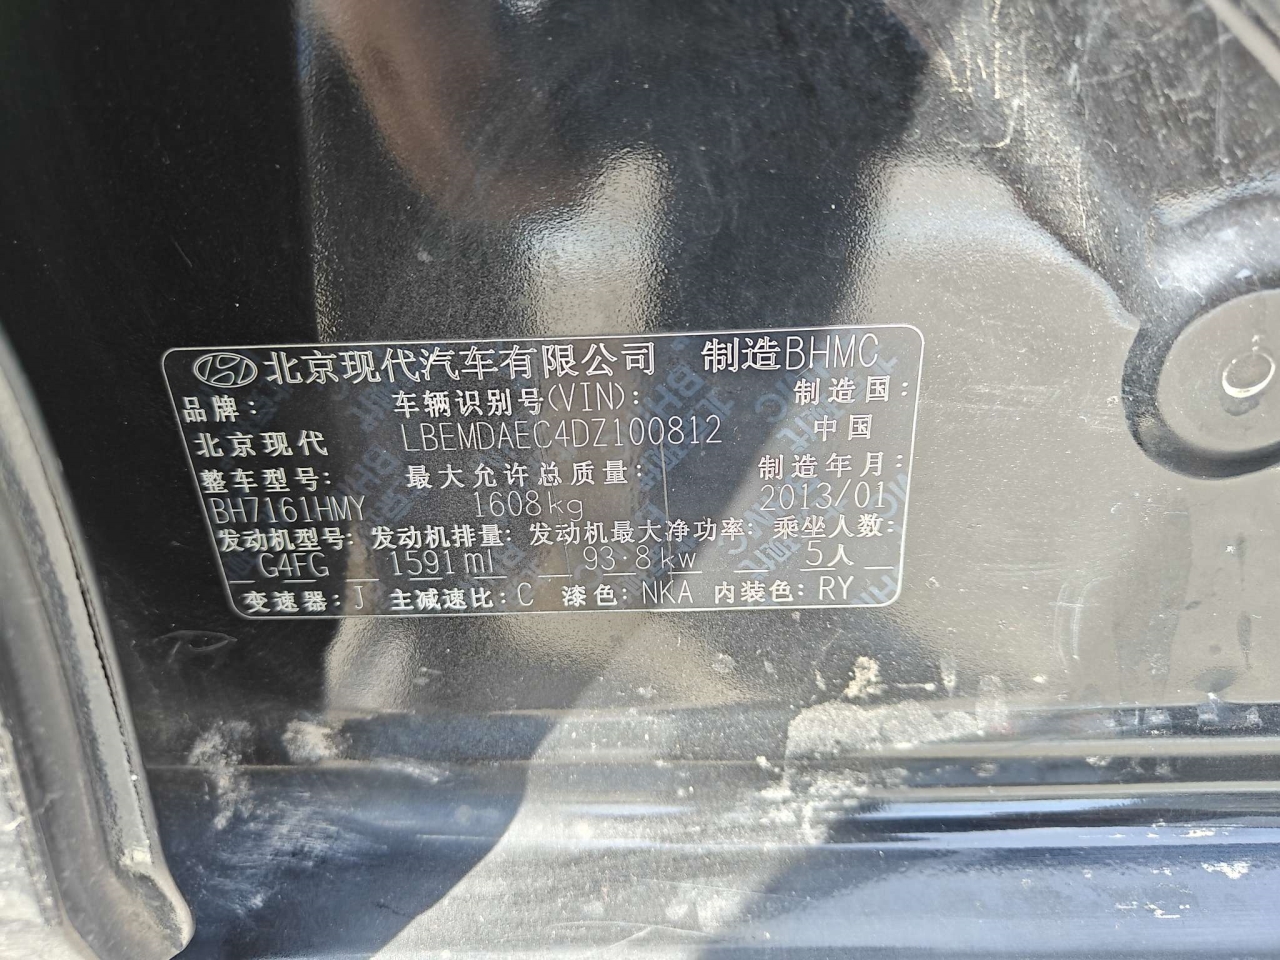 北京现代汽车有限公司 制造BHMC
品牌: 车辆识别号(VIN): 制造国:
北京现代 LBEMDAEC4DZ100812 中国
整车型号: 最大允许总质量: 制造年月:
BH7161HMY 1608kg 2013/01
发动机型号: 发动机排量: 发动机最大净功率: 乘坐人数:
G4FG 1591ml 93.8kw 5人
变速器: J 主减速比: C 漆色: NKA 内装色: RY